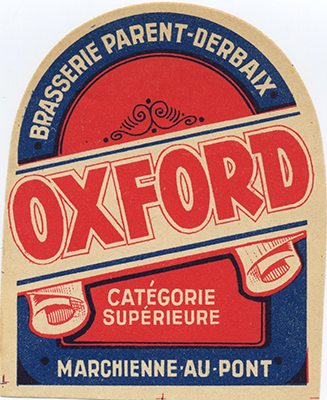 BRASSERIE PARENT-DERBAIX
OXFORD
CATÉGORIE
SUPÉRIEURE
MARCHIENNE-AU-PONT